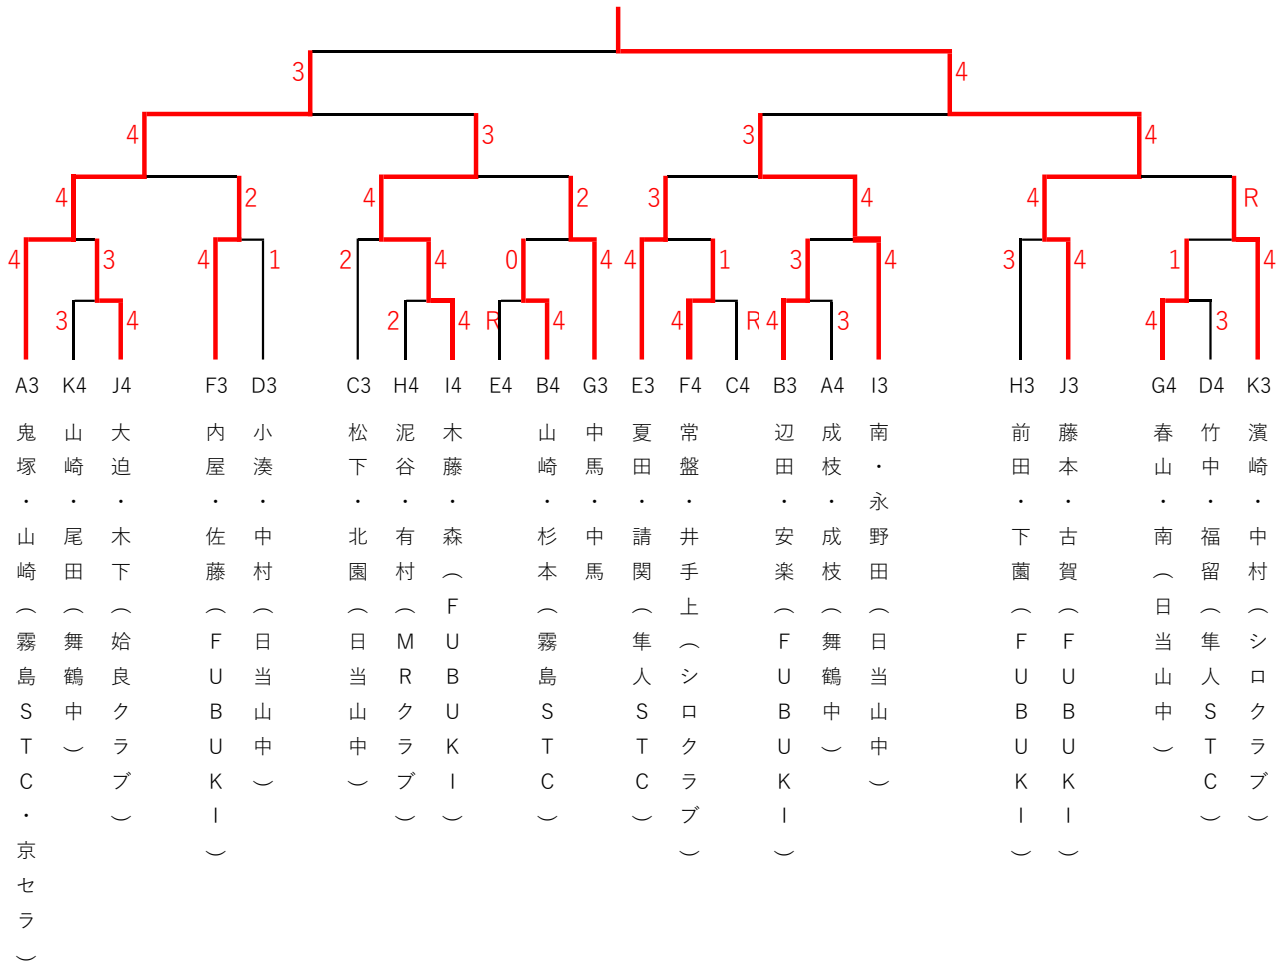 3 4
4 3 3 4
4 2 4 2 3 4 4 R
4 3 4 1 2 4 0 4 4 1 3 4 3 4 1 4
3 4 2 4 R 4 4 R 4 3 4 3
A3 鬼塚・山崎（霧島STC・京セラ）
K4 山崎・尾田（舞鶴中）
J4 大迫・木下（姶良クラブ）
F3 内屋・佐藤（FUBUKI）
D3 小湊・中村（日当山中）
C3 松下・北園（日当山中）
H4 泥谷・有村（MRクラブ）
I4 木藤・森（FUBUKI）
E4
B4 山崎・杉本（霧島STC）
G3 中馬・中馬
E3 夏田・請関（隼人STC）
F4 常盤・井手上（シロクラブ）
C4
B3 辺田・安楽（FUBUKI）
A4 成枝・成枝（舞鶴中）
I3 南・永野田（日当山中）
H3 前田・下薗（FUBUKI）
J3 藤本・古賀（FUBUKI）
G4 春山・南（日当山中）
D4 竹中・福留（隼人STC）
K3 濱崎・中村（シロクラブ）